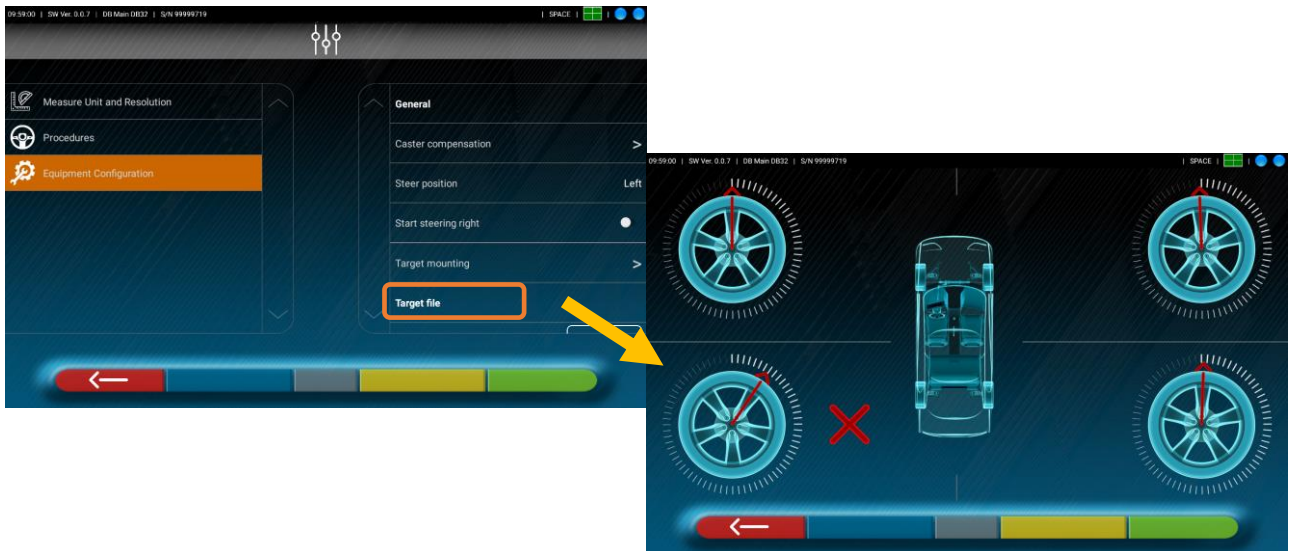 09:59:00 | SW Ver. 0.0.7 | DB Main DB32 | S/N 99999719
| SPACE | |
Measure Unit and Resolution
Procedures
Equipment Configuration
General
Caster compensation >
Steer position Left
Start steering right
Target mounting >
Target file
09:59:00 | SW Ver. 0.0.7 | DB Main DB32 | S/N 99999719
| SPACE | |